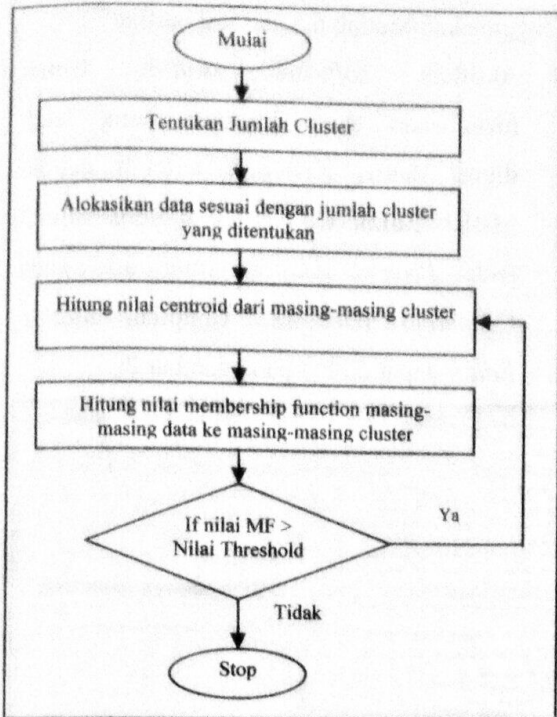 Mulai
Tentukan Jumlah Cluster
Alokasikan data sesuai dengan jumlah cluster
yang ditentukan
Hitung nilai centroid dari masing-masing cluster
Hitung nilai membership function masing-
masing data ke masing-masing cluster
If nilai MF >
Nilai Threshold
Ya
Tidak
Stop